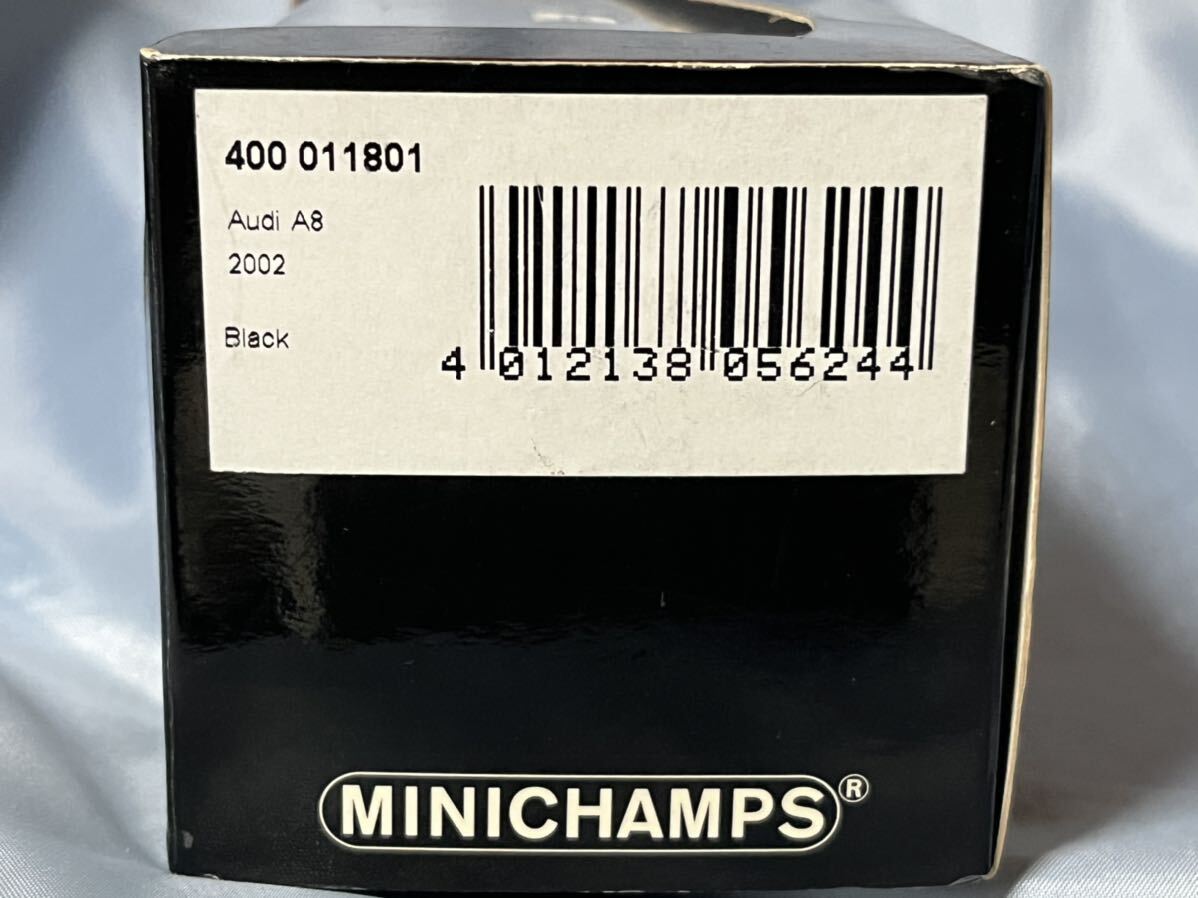 400 011801
Audi A8
2002
Black
4 012138 056244
MINICHAMPS®